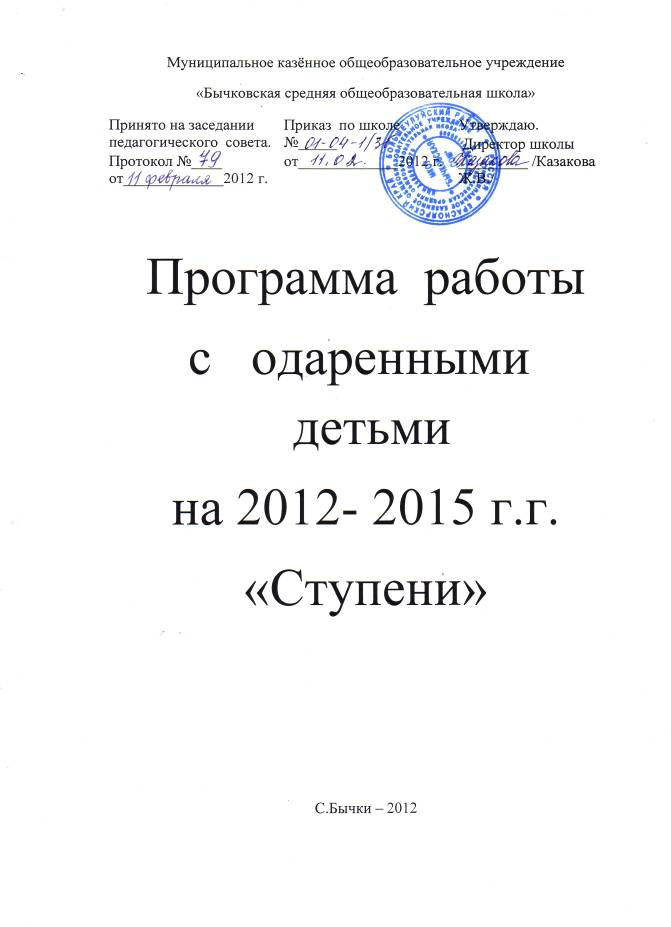 Муниципальное казённое общеобразовательное учреждение
«Бычковская средняя общеобразовательная школа»
Принято на заседании
педагогического совета.
Протокол № 79
от 11 февраля 2012 г.
Приказ по школе.
№ 01-04-1/3
от 11.02. 2012 г.
Утверждаю.
Директор школы
/Казакова
Ж.В.
Программа работы
с одаренными
детьми
на 2012- 2015 г.г.
«Ступени»
С.Бычки – 2012